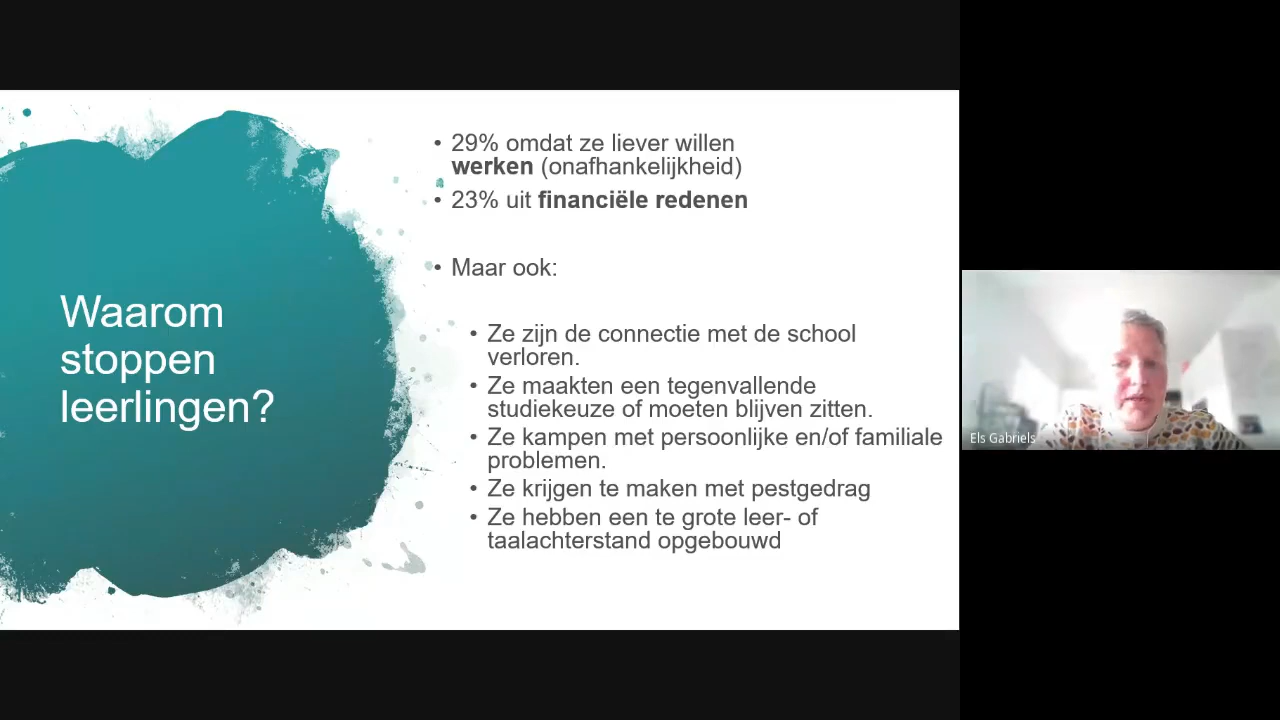 Waarom
stoppen
leerlingen?
• 29% omdat ze liever willen
werken (onafhankelijkheid)
• 23% uit financiële redenen
• Maar ook:
• Ze zijn de connectie met de school
verloren.
• Ze maakten een tegenvallende
studiekeuze of moeten blijven zitten.
• Ze kampen met persoonlijke en/of familiale
problemen.
• Ze krijgen te maken met pestgedrag
• Ze hebben een te grote leer- of
taalachterstand opgebouwd
Els Gabriels